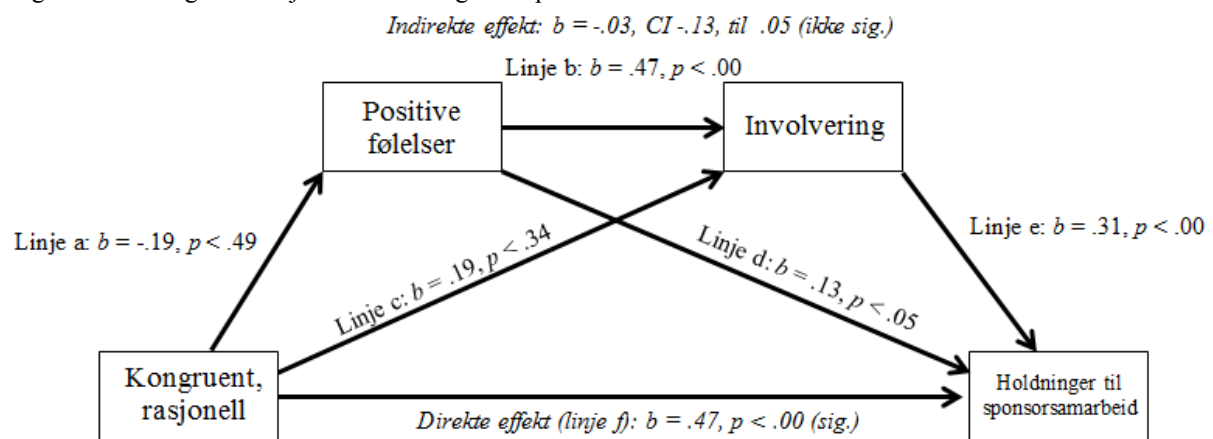 Indirekte effekt: b = -.03, CI -.13, til .05 (ikke sig.)
Linje b: b = .47, p < .00
Positive
følelser
Involvering
Linje a: b = -.19, p < .49
Linje c: b = .19, p < .34
Linje d: b = .13, p < .05
Linje e: b = .31, p < .00
Kongruent,
rasjonell
Holdninger til
sponsorsamarbeid
Direkte effekt (linje f): b = .47, p < .00 (sig.)